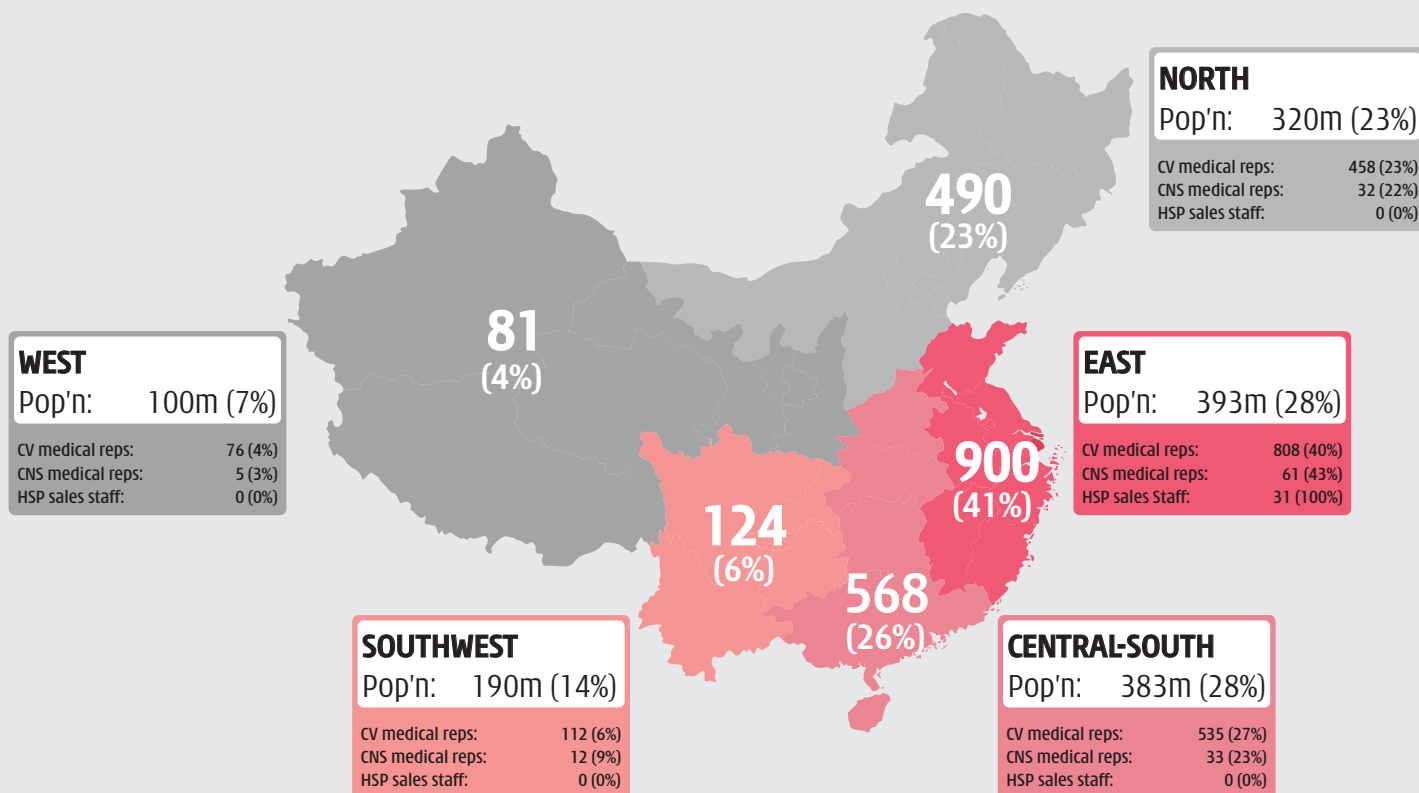 NORTH
Pop'n: 320m (23%)
CV medical reps: 458 (23%)
CNS medical reps: 32 (22%)
HSP sales staff: 0 (0%)
490
(23%)
81
(4%)
WEST
Pop'n: 100m (7%)
CV medical reps: 76 (4%)
CNS medical reps: 5 (3%)
HSP sales staff: 0 (0%)
EAST
Pop'n: 393m (28%)
CV medical reps: 808 (40%)
CNS medical reps: 61 (43%)
HSP sales Staff: 31 (100%)
900
(41%)
124
(6%)
568
(26%)
SOUTHWEST
Pop'n: 190m (14%)
CV medical reps: 112 (6%)
CNS medical reps: 12 (9%)
HSP sales staff: 0 (0%)
CENTRAL-SOUTH
Pop'n: 383m (28%)
CV medical reps: 535 (27%)
CNS medical reps: 33 (23%)
HSP sales staff: 0 (0%)